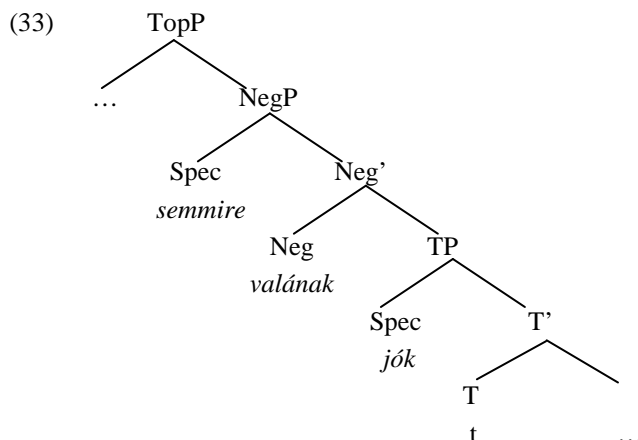 (33) TopP
… NegP
Spec Neg’
semmire
Neg TP
valának
Spec T’
jók
T
t